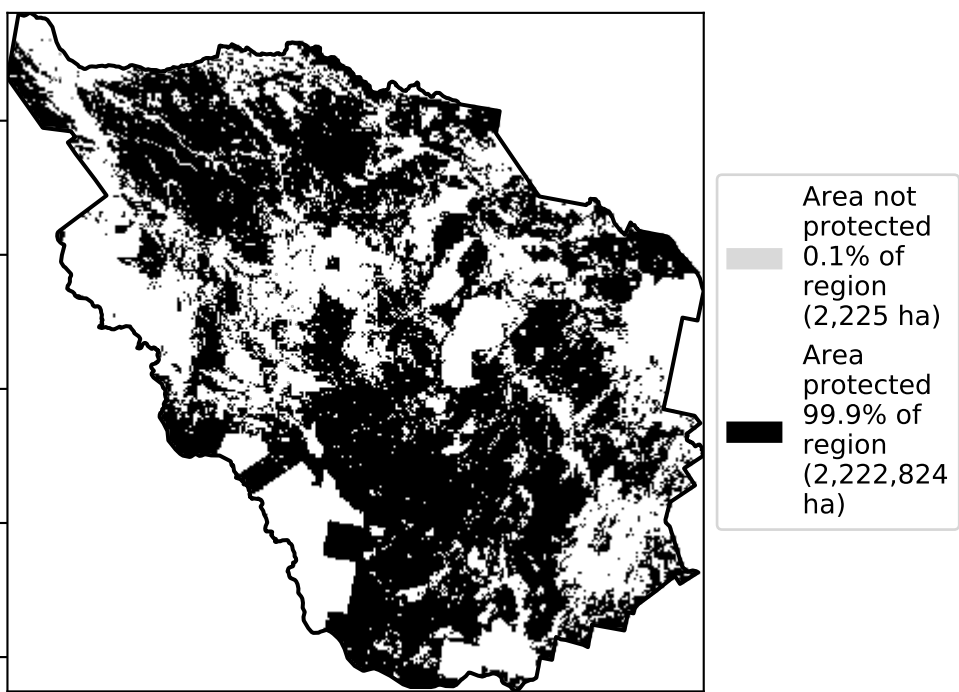 Area not
protected
0.1% of
region
(2,225 ha)
Area
protected
99.9% of
region
(2,222,824
ha)